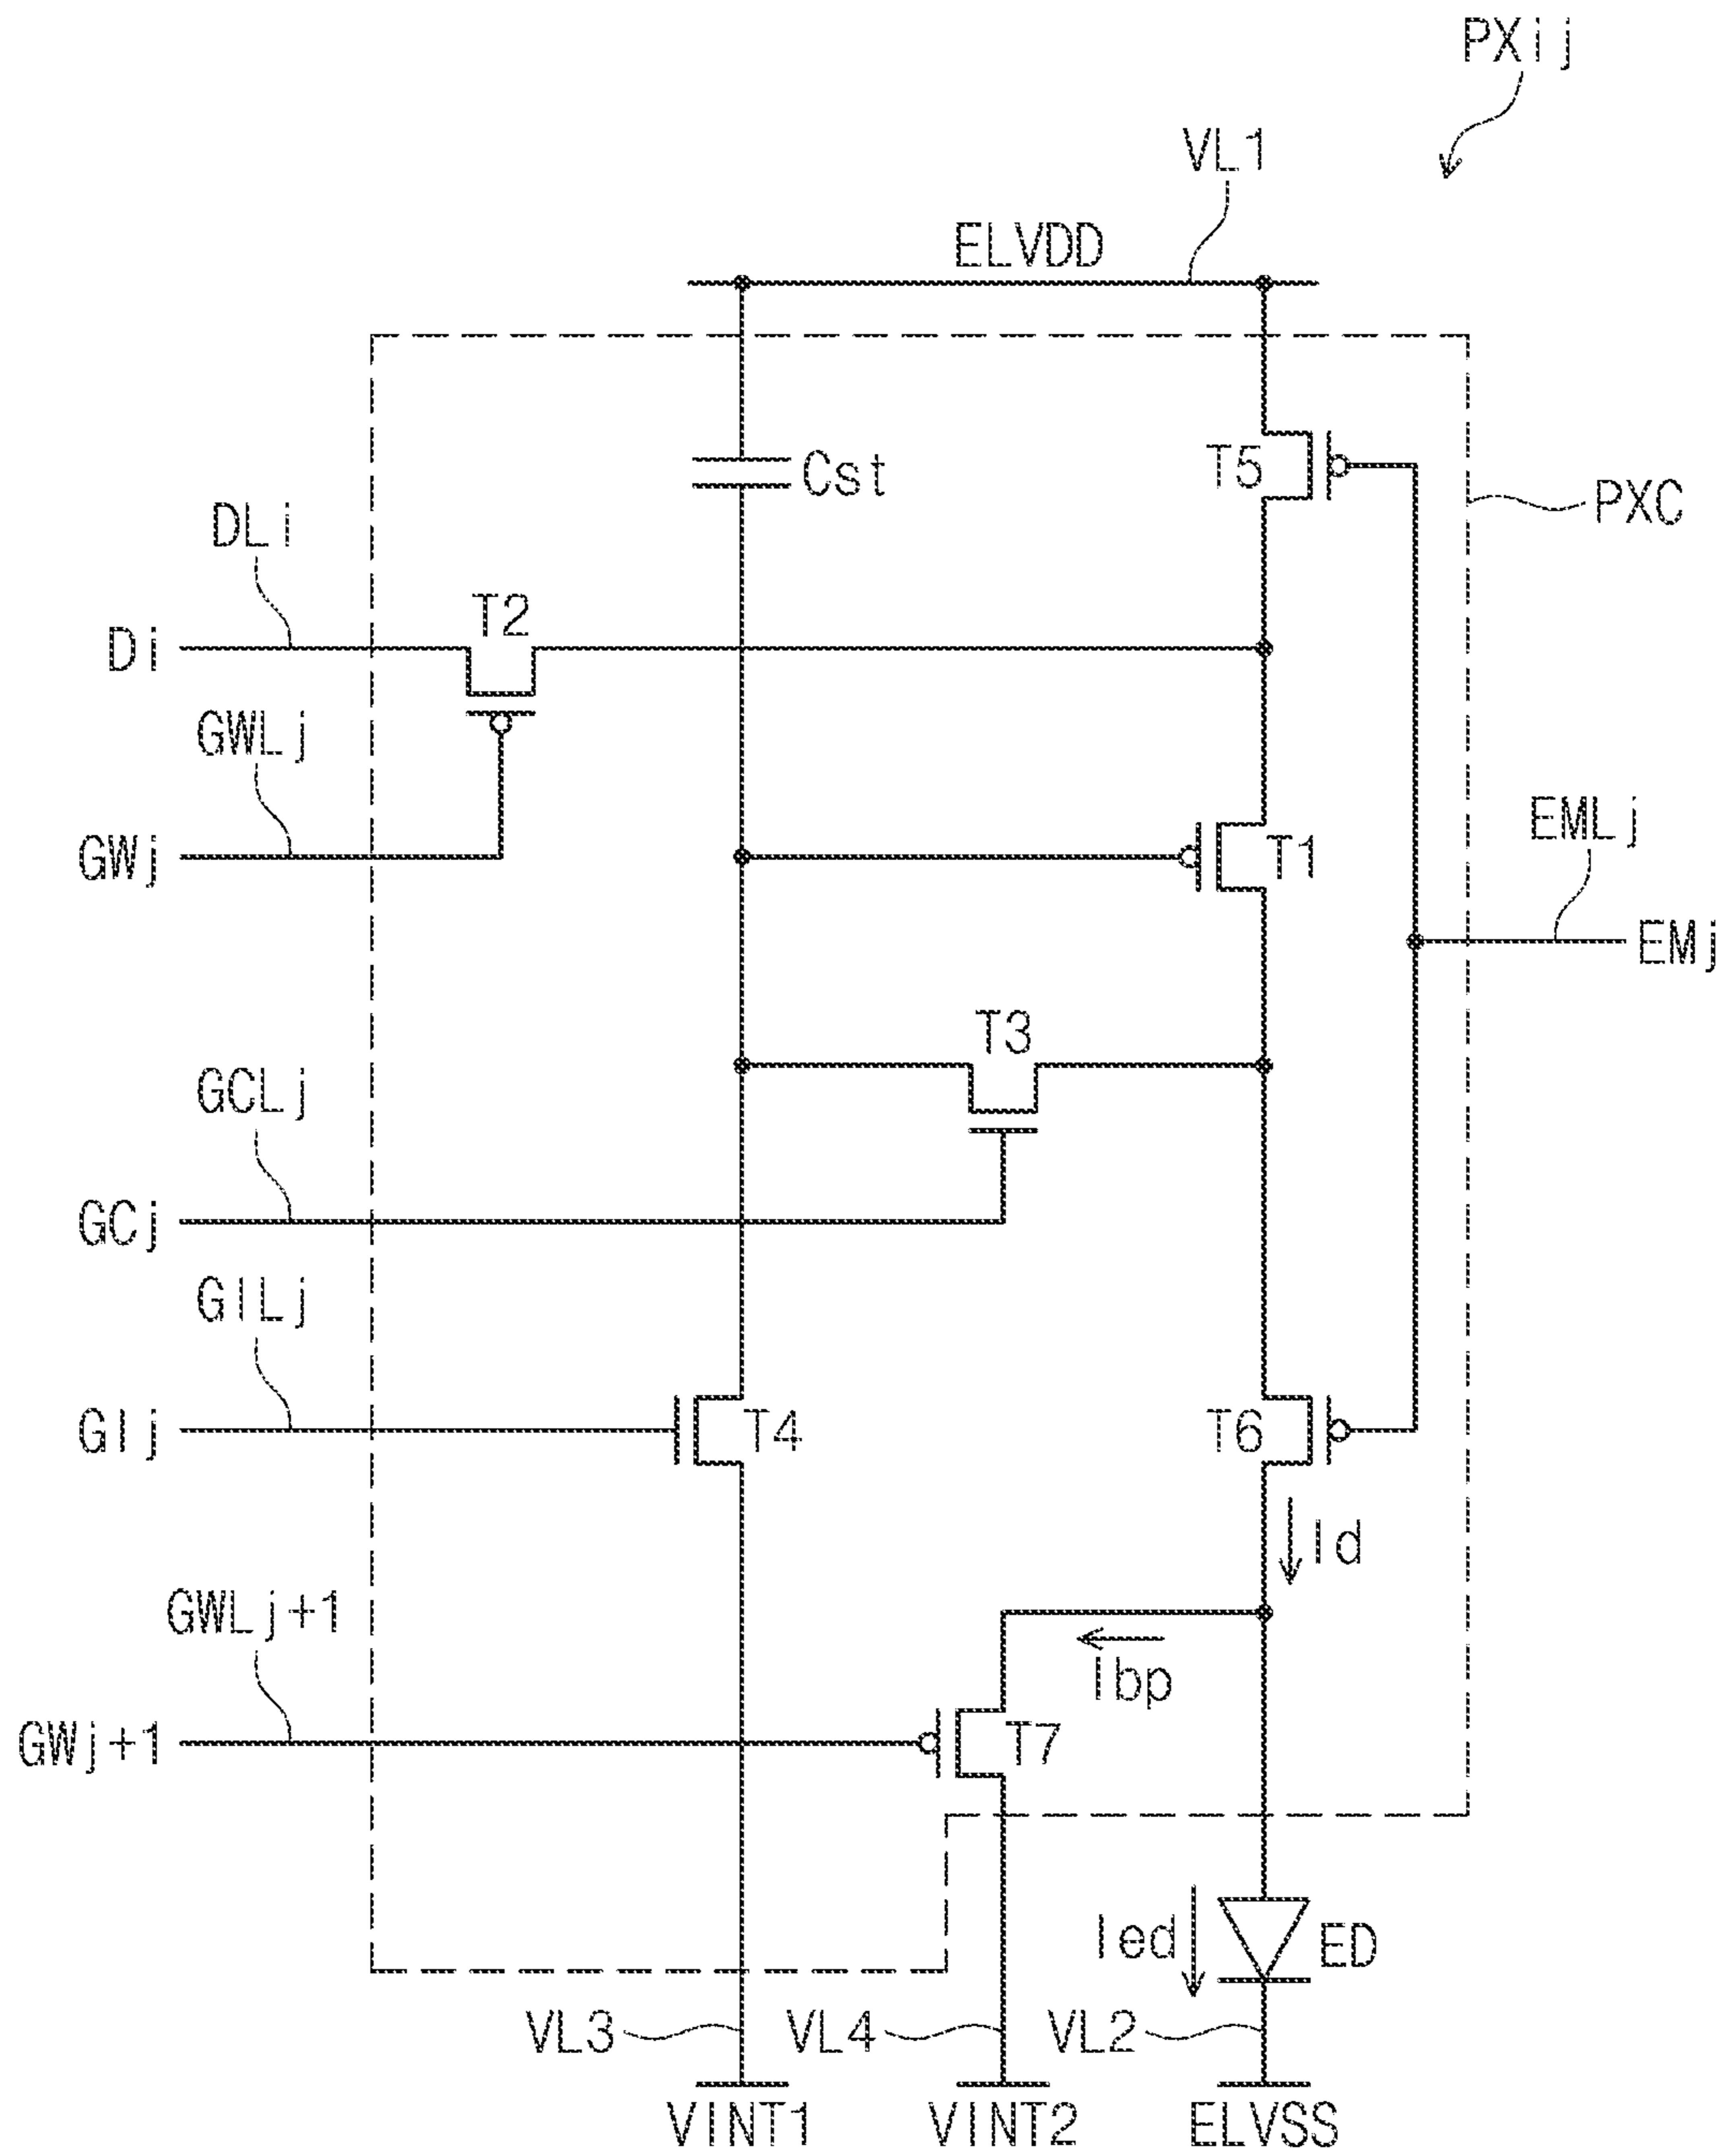 PXij
VL1
ELVDD
Cst
T5
PXC
DLi
T2
Di
GWLj
GWj
T1
EMLj
EMj
T3
GCLj
GCj
GILj
GIj
T4
T6
Id
GWLj+1
Ibp
GWj+1
T7
Ied
ED
VL3
VL4
VL2
VINT1
VINT2
ELVSS